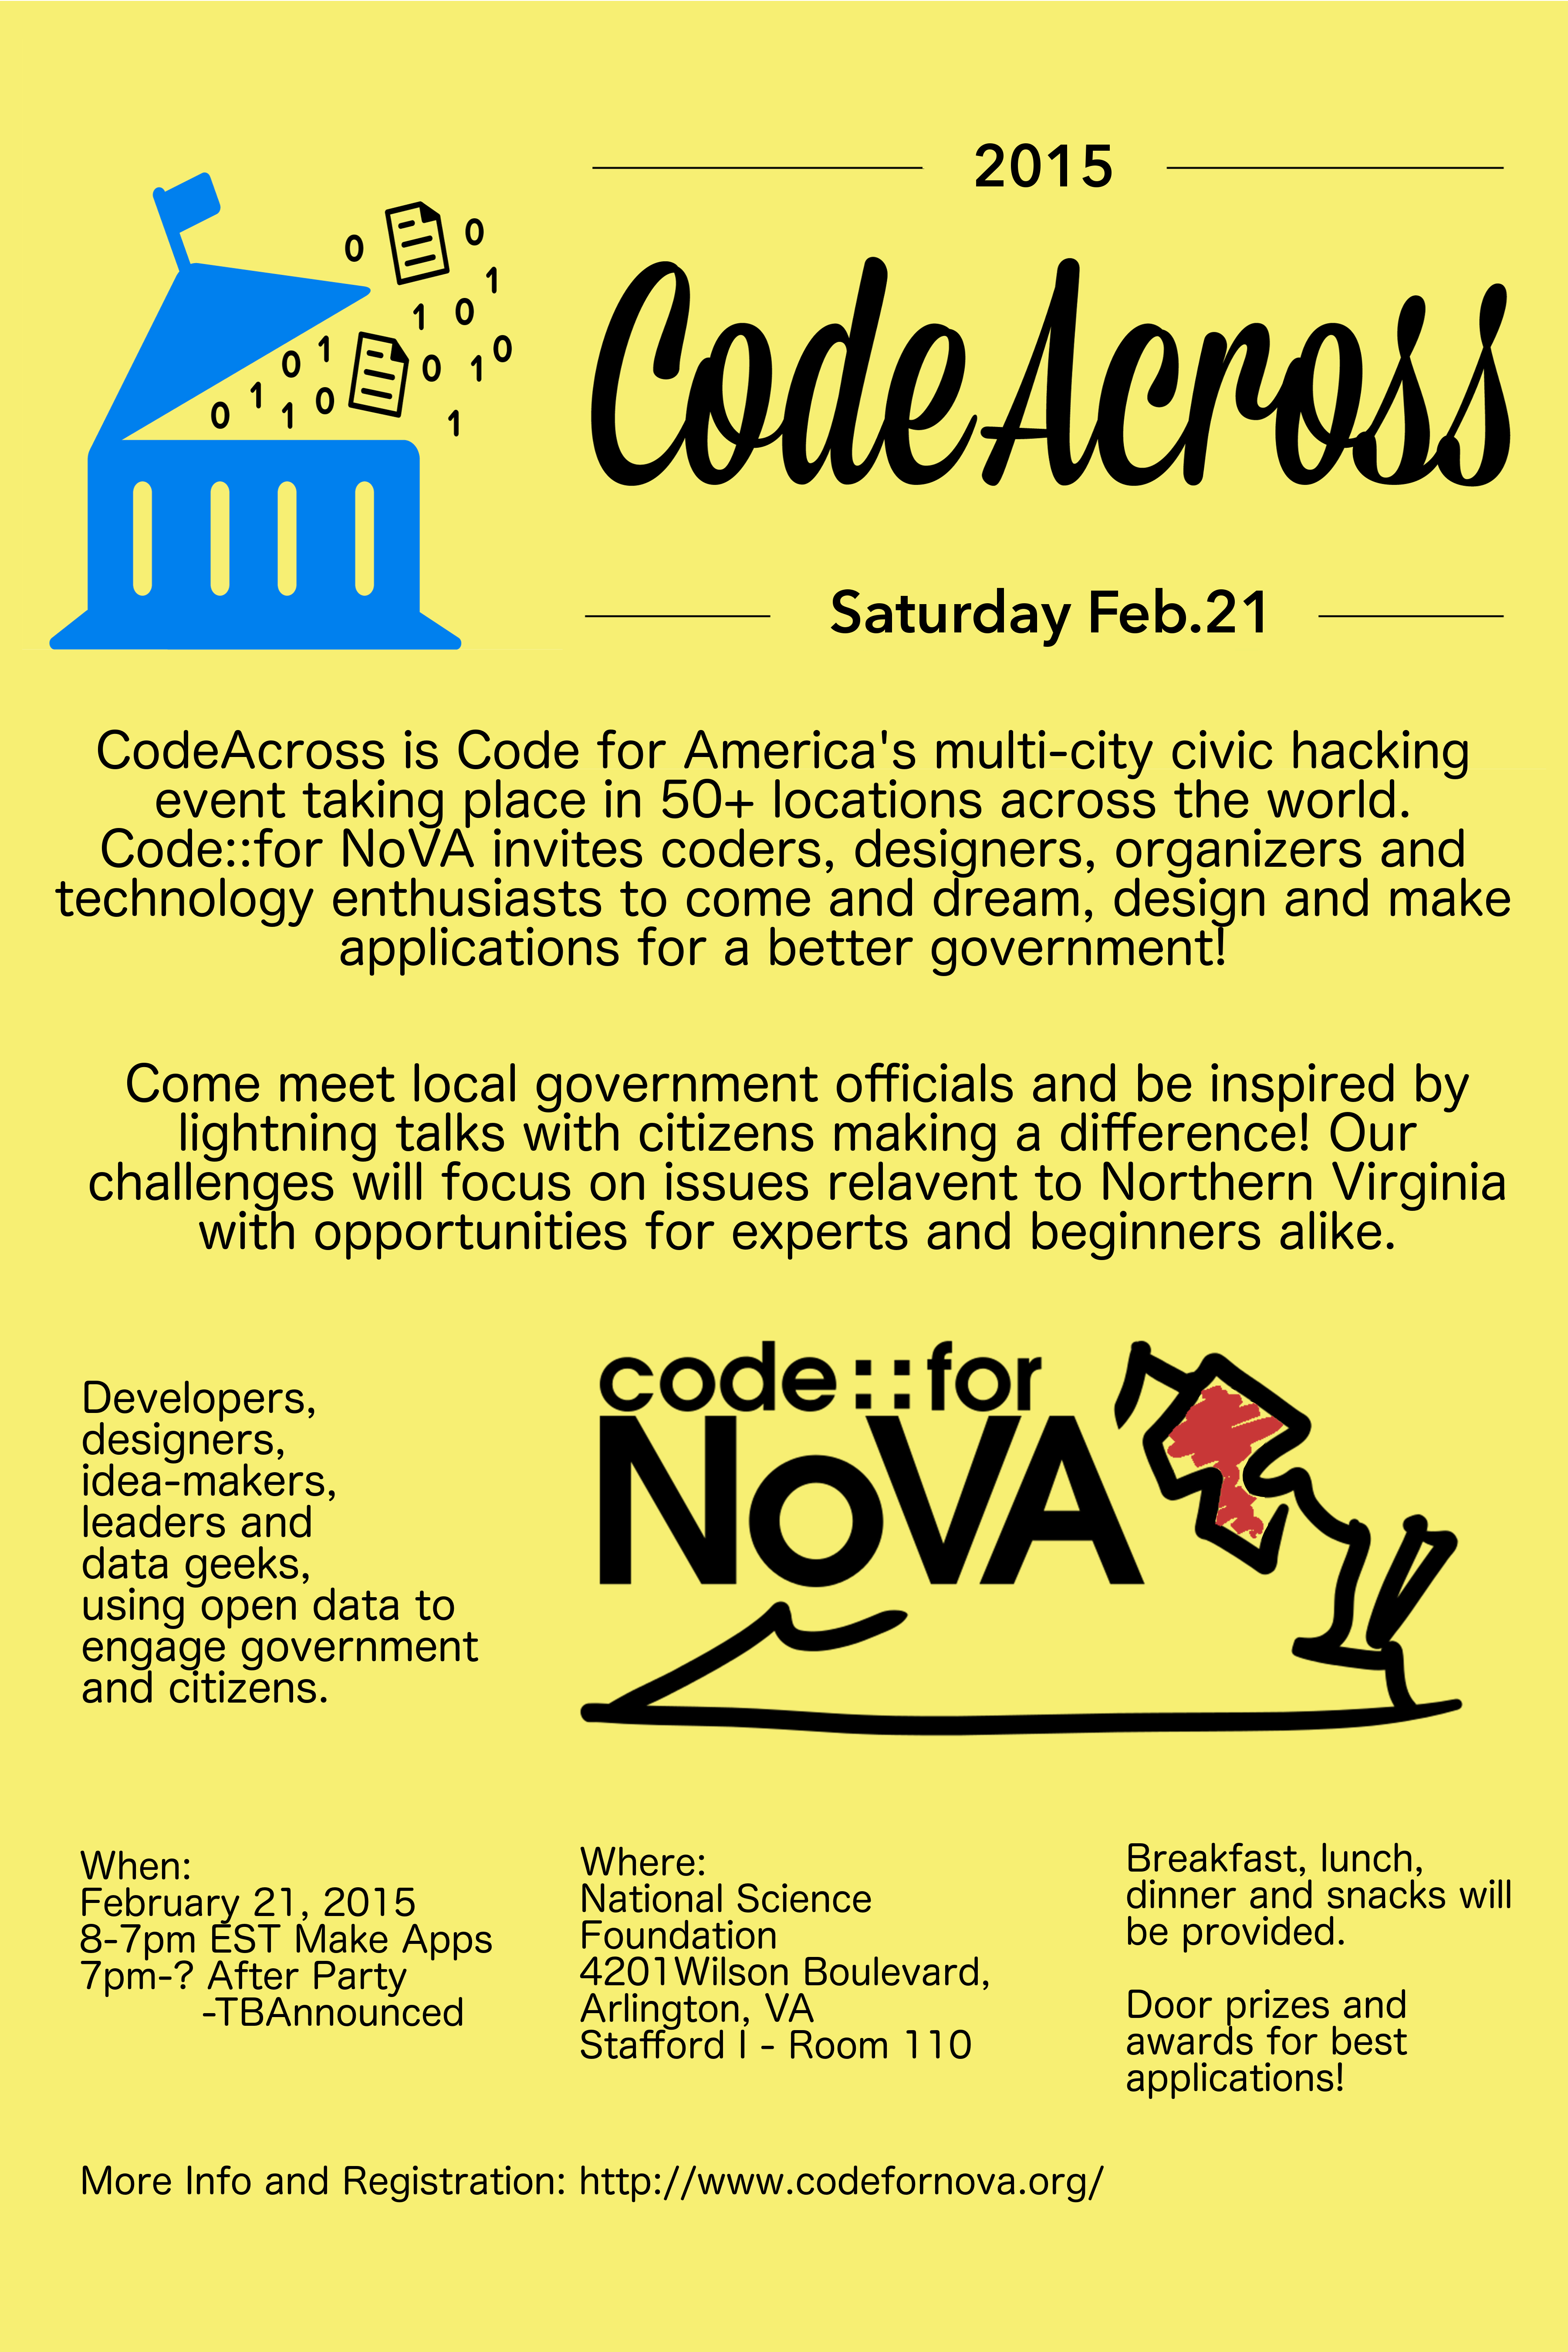 2015
CodeAcross
Saturday Feb.21
0
0
1
1
0
0
1
0
0
1
0
1
0
1
0
1
CodeAcross is Code for America's multi-city civic hacking
event taking place in 50+ locations across the world.
Code::for NoVA invites coders, designers, organizers and
technology enthusiasts to come and dream, design and make
applications for a better government!
Come meet local government officials and be inspired by
lightning talks with citizens making a difference! Our
challenges will focus on issues relavent to Northern Virginia
with opportunities for experts and beginners alike.
Developers,
designers,
idea-makers,
leaders and
data geeks,
using open data to
engage government
and citizens.
code::for
NoVA
When:
February 21, 2015
8-7pm EST Make Apps
7pm-? After Party
-TBAnnounced
Where:
National Science
Foundation
4201Wilson Boulevard,
Arlington, VA
Stafford I - Room 110
Breakfast, lunch,
dinner and snacks will
be provided.
Door prizes and
awards for best
applications!
More Info and Registration: http://www.codefornova.org/